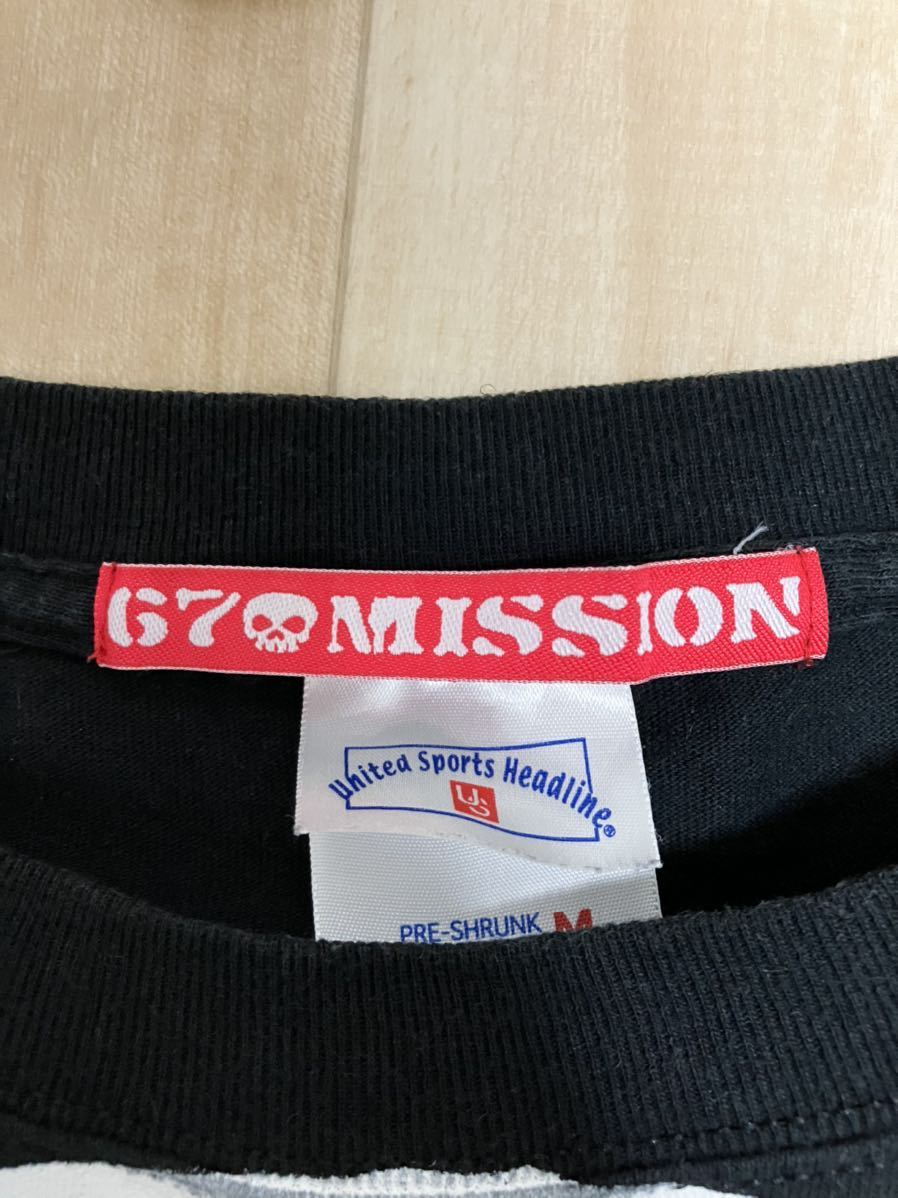 67 MISSION
United Sports Headline®
US
PRE-SHRUNK M